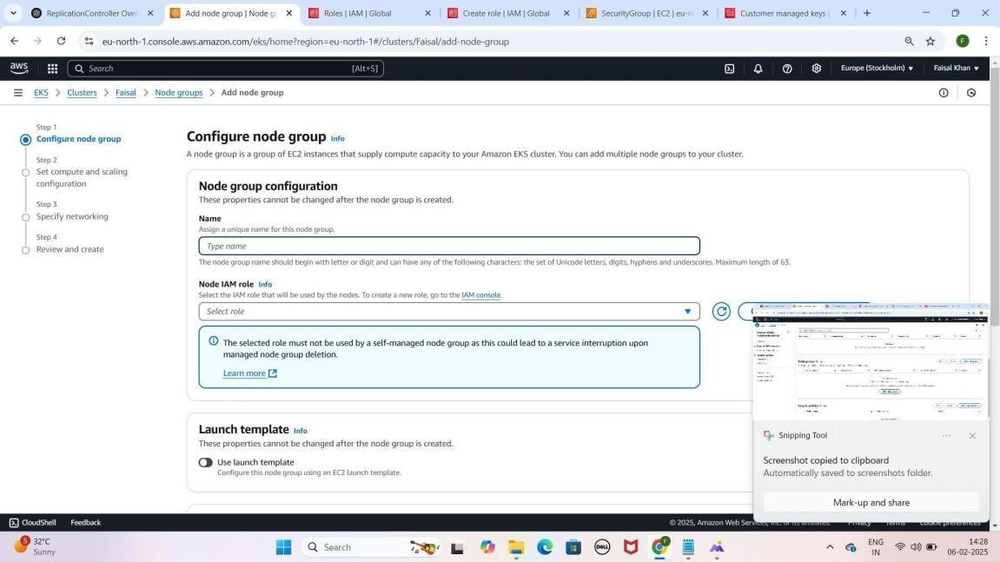 ReplicationController Over
Add node group | Node g
Roles | IAM | Global
Create role | IAM | Global
SecurityGroup | EC2 | eu-n
Customer managed keys |
eu-north-1.console.aws.amazon.com/eks/home?region=eu-north-1#/clusters/Faisal/add-node-group
F
aws
Search
[Alt+S]
Europe (Stockholm)
Faisal Khan
EKS > Clusters > Faisal > Node groups > Add node group
Step 1
Configure node group
Step 2
Set compute and scaling
configuration
Step 3
Specify networking
Step 4
Review and create
Configure node group Info
A node group is a group of EC2 instances that supply compute capacity to your Amazon EKS cluster. You can add multiple node groups to your cluster.
Node group configuration
These properties cannot be changed after the node group is created.
Name
Assign a unique name for this node group.
Type name
The node group name should begin with letter or digit and can have any of the following characters: the set of Unicode letters, digits, hyphens and underscores. Maximum length of 63.
Node IAM role Info
Select the IAM role that will be used by the nodes. To create a new role, go to the IAM console.
Select role
The selected role must not be used by a self-managed node group as this could lead to a service interruption upon
managed node group deletion.
Learn more
Launch template Info
These properties cannot be changed after the node group is created.
Use launch template
Configure this node group using an EC2 launch template.
Snipping Tool
Screenshot copied to clipboard
Automatically saved to screenshots folder.
Mark-up and share
CloudShell
Feedback
© 2025, Amazon Web Services, Inc. or its affiliates.
Privacy
Terms
Cookie preferences
5
32°C
Sunny
Search
DELL
F
ENG
IN
14:28
06-02-2025